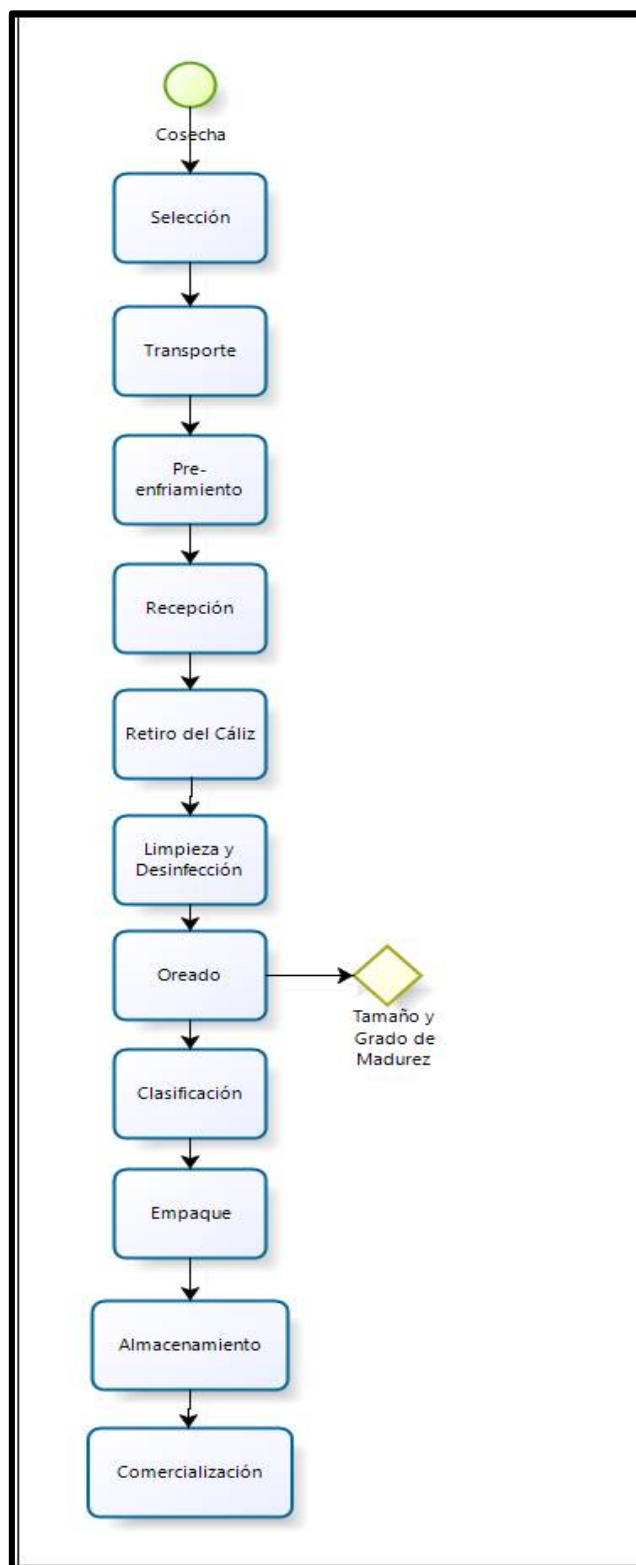 Cosecha
Selección
Transporte
Pre-
enfriamiento
Recepción
Retiro del Cáliz
Limpieza y
Desinfección
Oreado
Tamaño y
Grado de
Madurez
Clasificación
Empaque
Almacenamiento
Comercialización